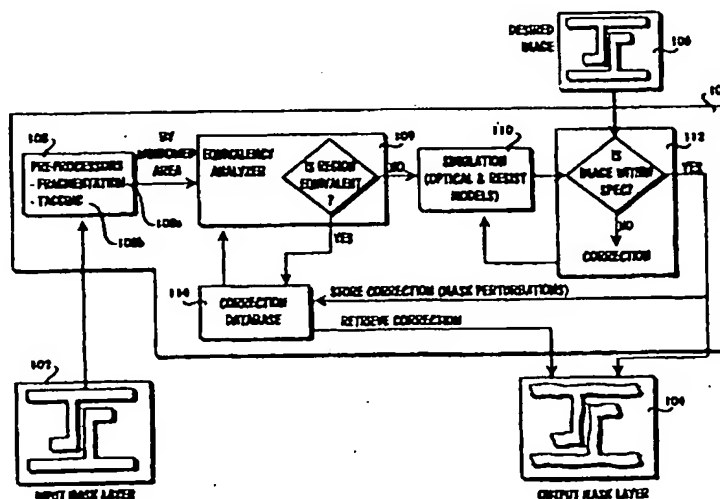 DESIRED
IMAGE
106
10
108
PRE-PROCESSORS
- FRAGMENTATION
- TAGGING
108a
108b
BY
WINDOWED
AREA
EQUIVALENCY
ANALYZER
109
IS REGION
EQUIVALENT
?
NO
YES
110
SIMULATION
(OPTICAL & RESIST
MODELS)
112
IS
IMAGE WITHIN
SPEC?
YES
NO
CORRECTION
114
CORRECTION
DATABASE
STORE CORRECTION (MASK PERTURBATIONS)
RETRIEVE CORRECTION
102
INPUT MASK LAYER
104
OUTPUT MASK LAYER